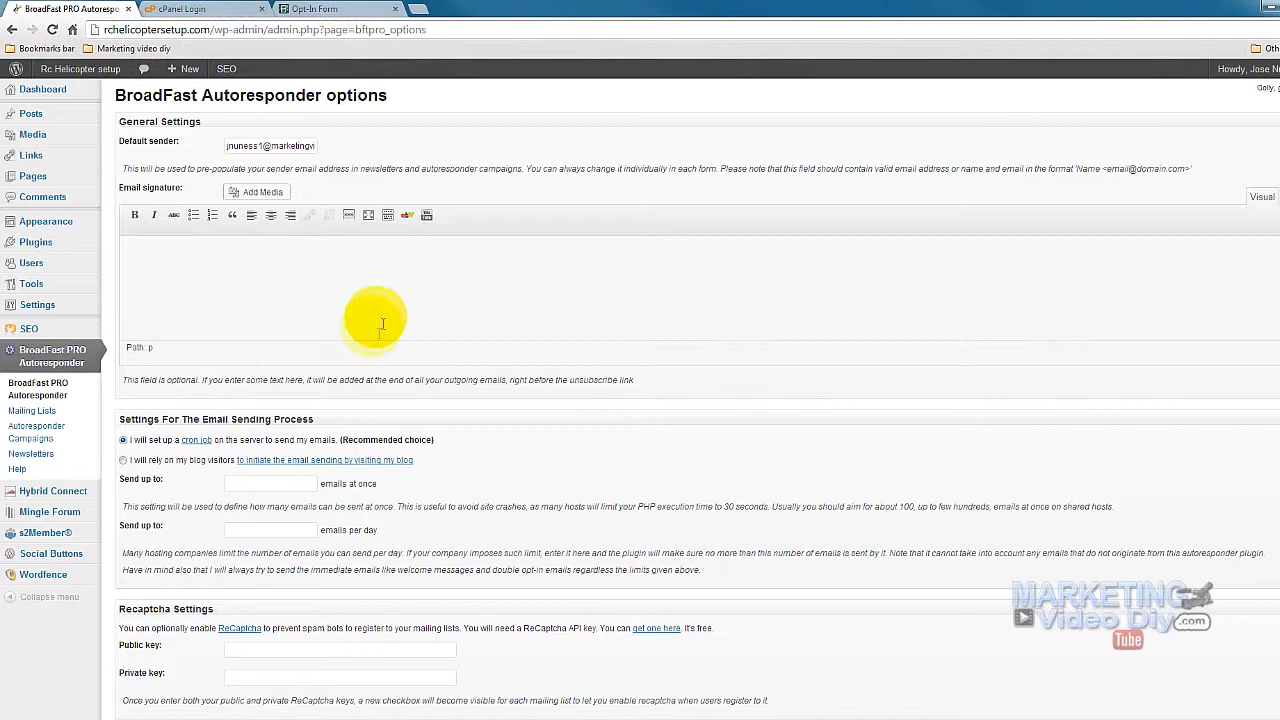 BroadFast PRO Autorespo
cPanel Login
Opt-In Form
rchelicoptersetup.com/wp-admin/admin.php?page=bftpro_options
Bookmarks bar
Marketing video diy
Oth
Rc Helicopter setup
+ New
SEO
Howdy, Jose N
Dashboard
Posts
Media
Links
Pages
Comments
Appearance
Plugins
Users
Tools
Settings
SEO
BroadFast PRO
Autoresponder
BroadFast PRO
Autoresponder
Mailing Lists
Autoresponder
Campaigns
Newsletters
Help
Hybrid Connect
Mingle Forum
s2Member®
Social Buttons
Wordfence
Collapse menu
BroadFast Autoresponder options
Golly, g
General Settings
Default sender:
jnuness1@marketingvi
This will be used to pre-populate your sender email address in newsletters and autoresponder campaigns. You can always change it individually in each form. Please note that this field should contain valid email address or name and email in the format 'Name <email@domain.com>'
Email signature:
Add Media
Visual
B I ABC
Path: p
This field is optional. If you enter some text here, it will be added at the end of all your outgoing emails, right before the unsubscribe link
Settings For The Email Sending Process
I will set up a cron job on the server to send my emails. (Recommended choice)
I will rely on my blog visitors to initiate the email sending by visiting my blog
Send up to:
emails at once
This setting will be used to define how many emails can be sent at once. This is useful to avoid site crashes, as many hosts will limit your PHP execution time to 30 seconds. Usually you should aim for about 100, up to few hundreds, emails at once on shared hosts.
Send up to:
emails per day
Many hosting companies limit the number of emails you can send per day. If your company imposes such limit, enter it here and the plugin will make sure no more than this number of emails is sent by it. Note that it cannot take into account any emails that do not originate from this autoresponder plugin.
Have in mind also that I will always try to send the immediate emails like welcome messages and double opt-in emails regardless the limits given above.
Recaptcha Settings
You can optionally enable ReCaptcha to prevent spam bots to register to your mailing lists. You will need a ReCaptcha API key. You can get one here, it's free.
Public key:
Private key:
Once you enter both your public and private ReCaptcha keys, a new checkbox will become visible for each mailing list to let you enable recaptcha when users register to it
MARKETING
Video Diy.com
Tube